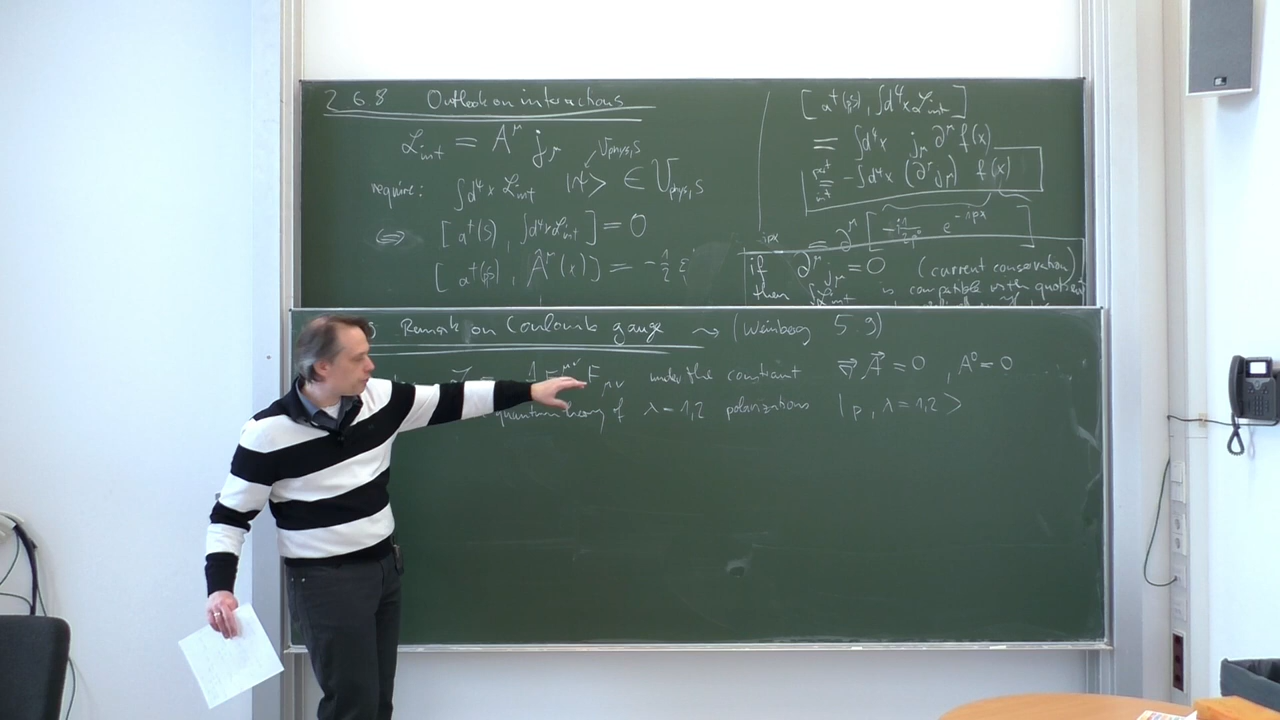 2.6.8 Outlook on interactions
ℒ_int = A^μ j_μ
V_phys,S
require: ∫d⁴x ℒ_int |ψ> ∈ V_phys,S
⇔ [a†(s), ∫d⁴x ℒ_int] = 0
[a†(p,s), Â^μ(x)] = -1/2 ε
[a†(p,s), ∫d⁴x ℒ_int]
= ∫d⁴x j_μ ∂^μ f(x)
part int = -∫d⁴x (∂^μ j_μ) f(x)
ipx = ∂^μ [ e^{-ipx} ]
if ∂^μ j_μ = 0 (current conservation)
then ∫ℒ_int is compatible with quotient
Remark on Coulomb gauge ⇝ (Weinberg 5.9)
F_μν under the constraint ∇⃗A⃗ = 0, A⁰ = 0
quantum theory of λ=1,2 polarizations |p, λ=1,2>